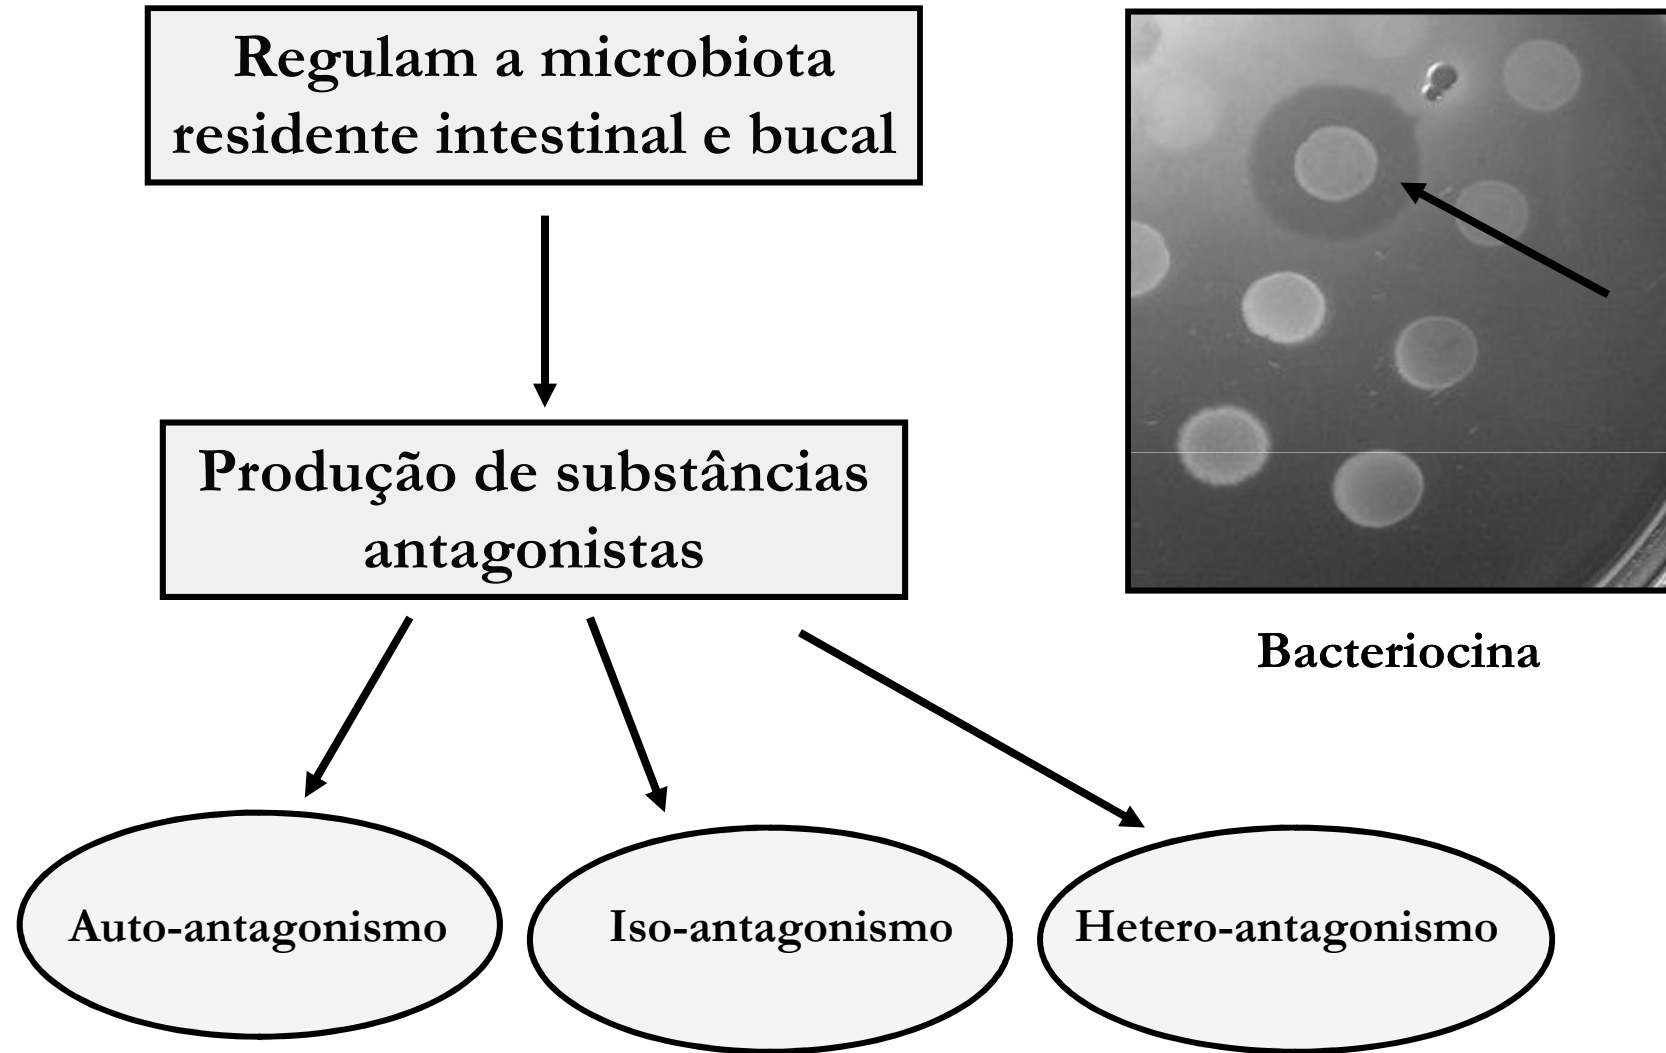 Regulam a microbiota
residente intestinal e bucal
Produção de substâncias
antagonistas
Bacteriocina
Auto-antagonismo
Iso-antagonismo
Hetero-antagonismo